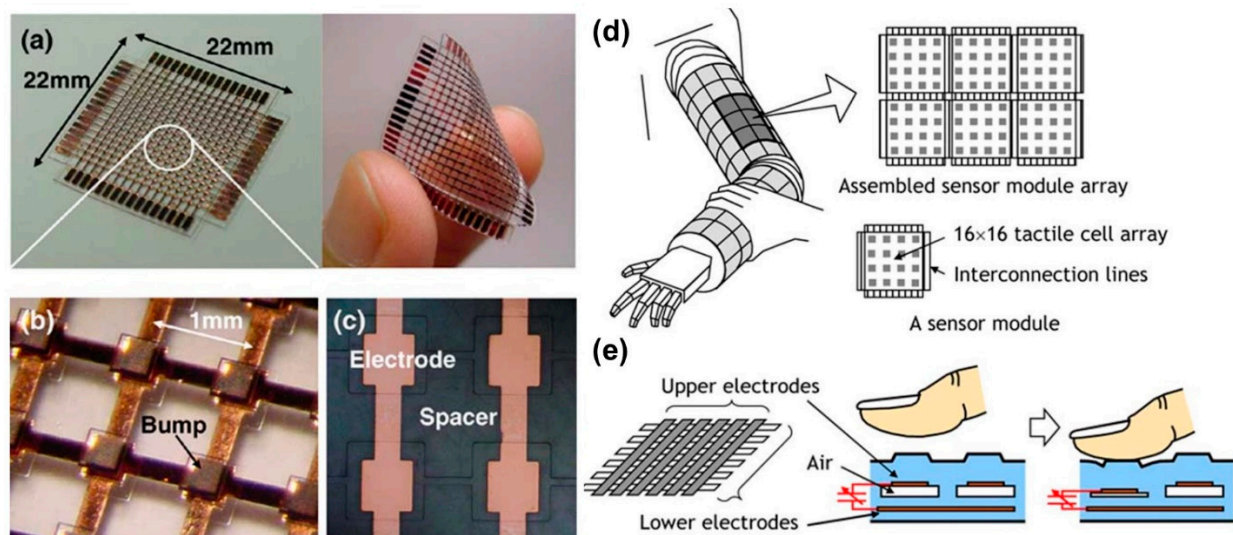 (a)
22mm
22mm
(b)
1mm
Bump
(c)
Electrode
Spacer
(d)
Assembled sensor module array
16×16 tactile cell array
Interconnection lines
A sensor module
(e)
Upper electrodes
Air
Lower electrodes